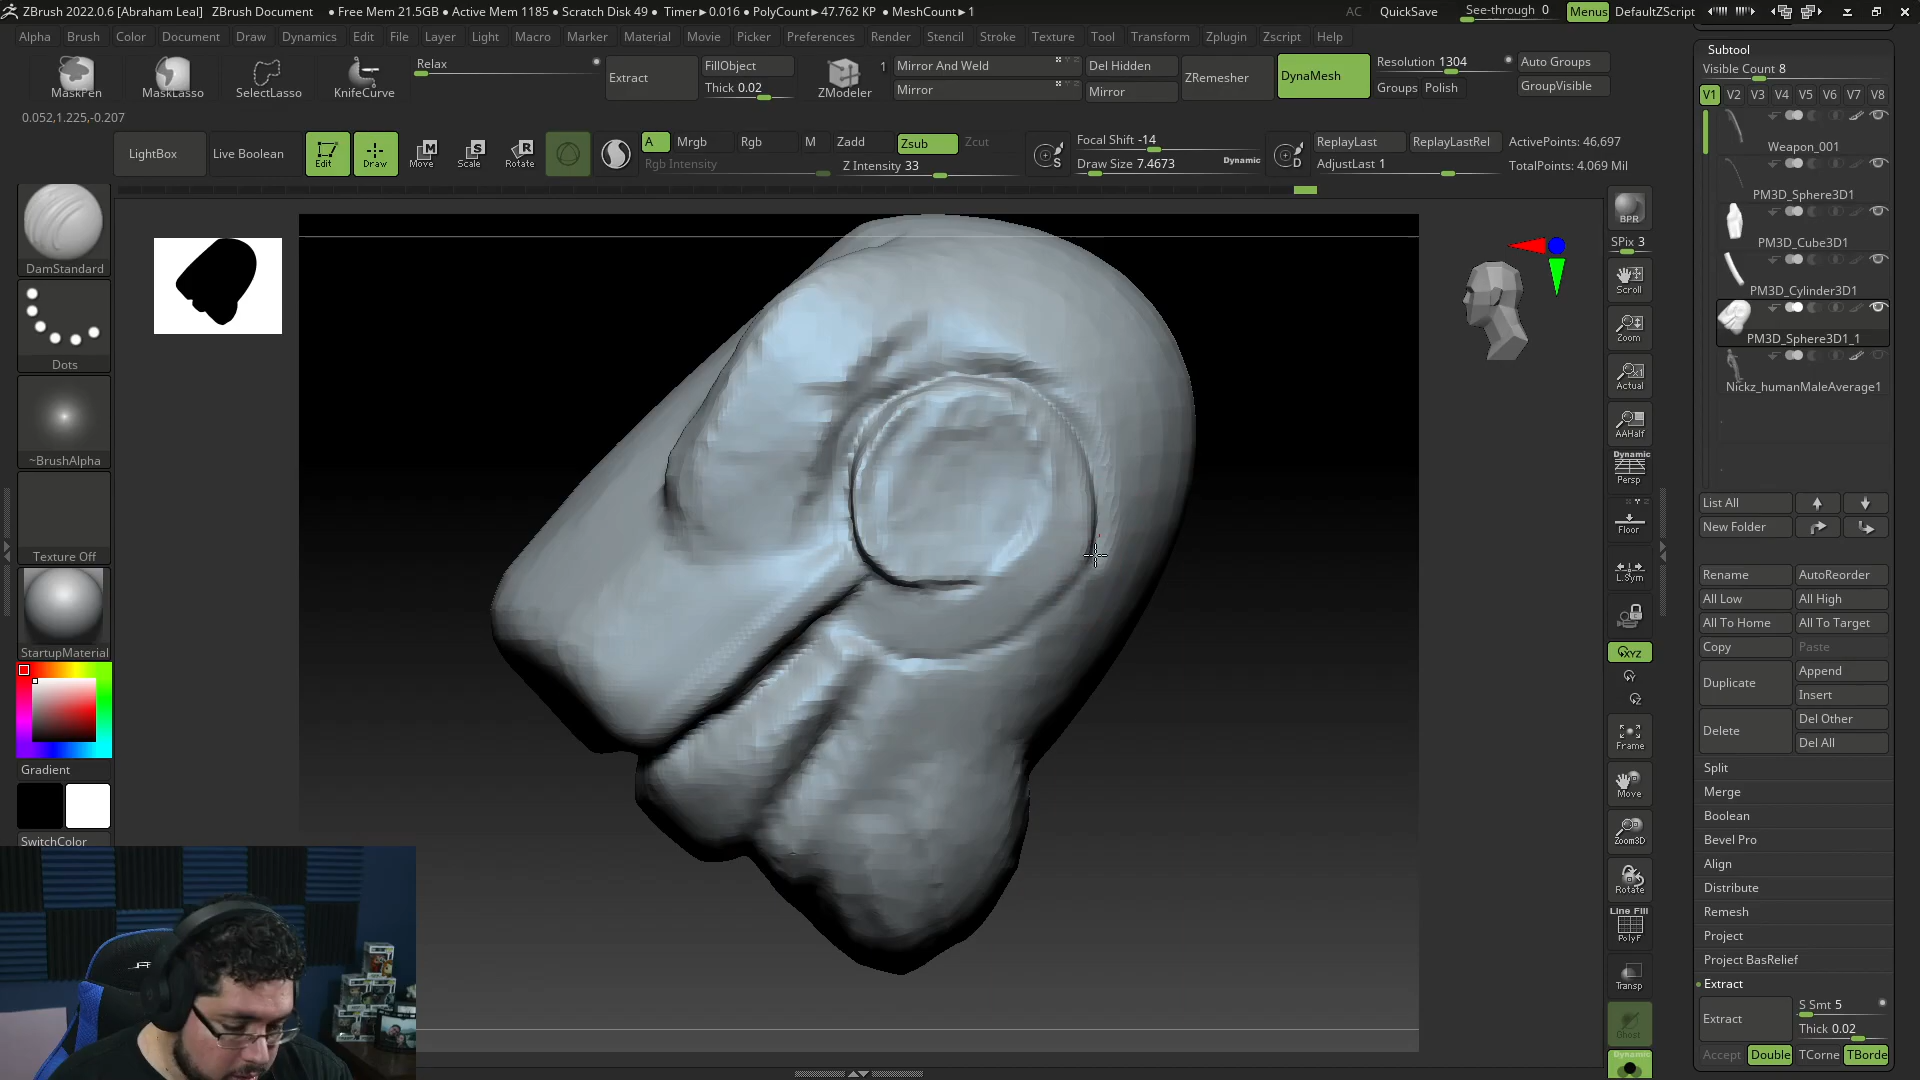 ZBrush 2022.0.6 [Abraham Leal] ZBrush Document • Free Mem 21.5GB • Active Mem 1185 • Scratch Disk 49 • Timer▸0.016 • PolyCount▸47.762 KP • MeshCount▸1 AC QuickSave See-through 0 Menus DefaultZScript
Alpha Brush Color Document Draw Dynamics Edit File Layer Light Macro Marker Material Movie Picker Preferences Render Stencil Stroke Texture Tool Transform Zplugin Zscript Help
MaskPen MaskLasso SelectLasso KnifeCurve Relax Extract FillObject Thick 0.02 ZModeler 1 Mirror And Weld Mirror Del Hidden Mirror ZRemesher DynaMesh Resolution 1304 Groups Polish Auto Groups GroupVisible
0.052,1.225,-0.207
LightBox Live Boolean Edit Draw Move Scale Rotate A Mrgb Rgb M Zadd Zsub Zcut Focal Shift -14 ReplayLast ReplayLastRel ActivePoints: 46,697
Rgb Intensity Z Intensity 33 Draw Size 7.4673 Dynamic AdjustLast 1 TotalPoints: 4.069 Mil
DamStandard
Dots
~BrushAlpha
Texture Off
StartupMaterial
Gradient
SwitchColor
BPR
SPix 3
Scroll
Zoom
Actual
AAHalf
Dynamic
Persp
Floor
L.Sym
XYZ
Frame
Move
Zoom3D
Rotate
Line Fill
PolyF
Transp
Ghost
Dynamic
Subtool
Visible Count 8
V1 V2 V3 V4 V5 V6 V7 V8
Weapon_001
PM3D_Sphere3D1
PM3D_Cube3D1
PM3D_Cylinder3D1
PM3D_Sphere3D1_1
Nickz_humanMaleAverage1
List All
New Folder
Rename AutoReorder
All Low All High
All To Home All To Target
Copy Paste
Duplicate Append
Insert
Delete Del Other
Del All
Split
Merge
Boolean
Bevel Pro
Align
Distribute
Remesh
Project
Project BasRelief
Extract
Extract S Smt 5
Thick 0.02
Accept Double TCorne TBorde